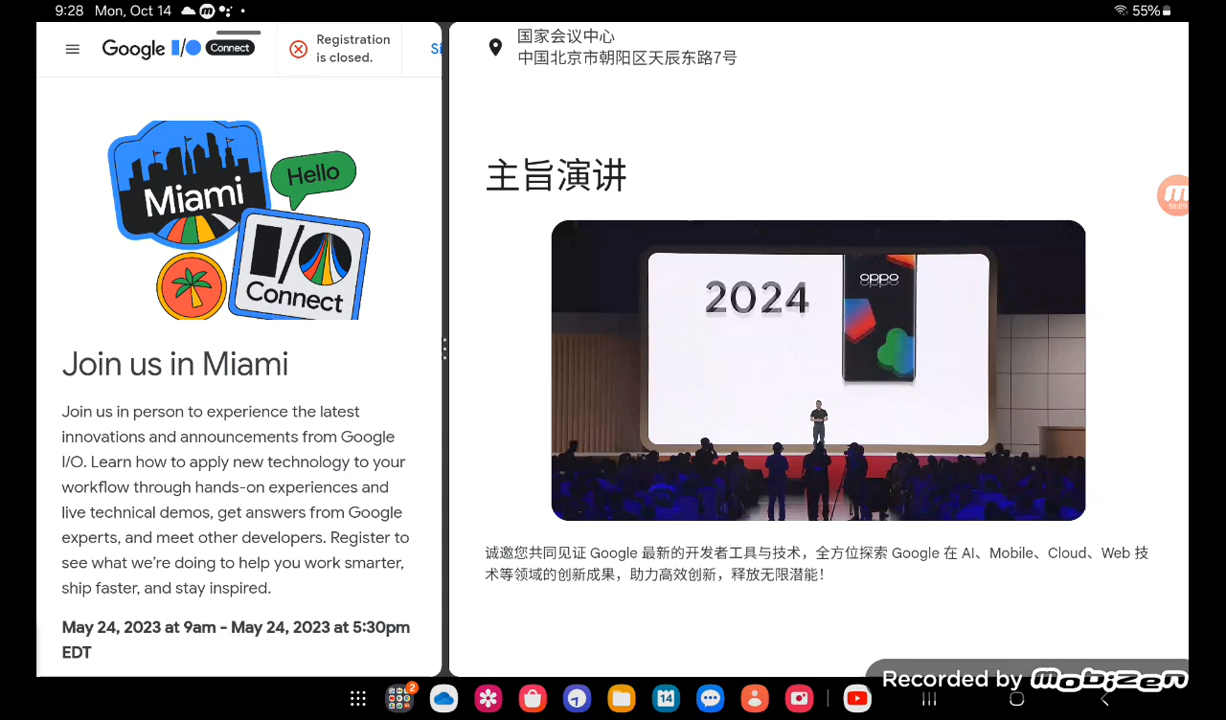 9:28 Mon, Oct 14
55%
Google I/O Connect
Registration
is closed.
Si
Miami
Hello
I/O
Connect
Join us in Miami
Join us in person to experience the latest
innovations and announcements from Google
I/O. Learn how to apply new technology to your
workflow through hands-on experiences and
live technical demos, get answers from Google
experts, and meet other developers. Register to
see what we're doing to help you work smarter,
ship faster, and stay inspired.
May 24, 2023 at 9am - May 24, 2023 at 5:30pm
EDT
国家会议中心
中国北京市朝阳区天辰东路7号
主旨演讲
2024
oppo
诚邀您共同见证 Google 最新的开发者工具与技术，全方位探索 Google 在 AI、Mobile、Cloud、Web 技
术等领域的创新成果，助力高效创新，释放无限潜能！
Recorded by mobizen
2
14